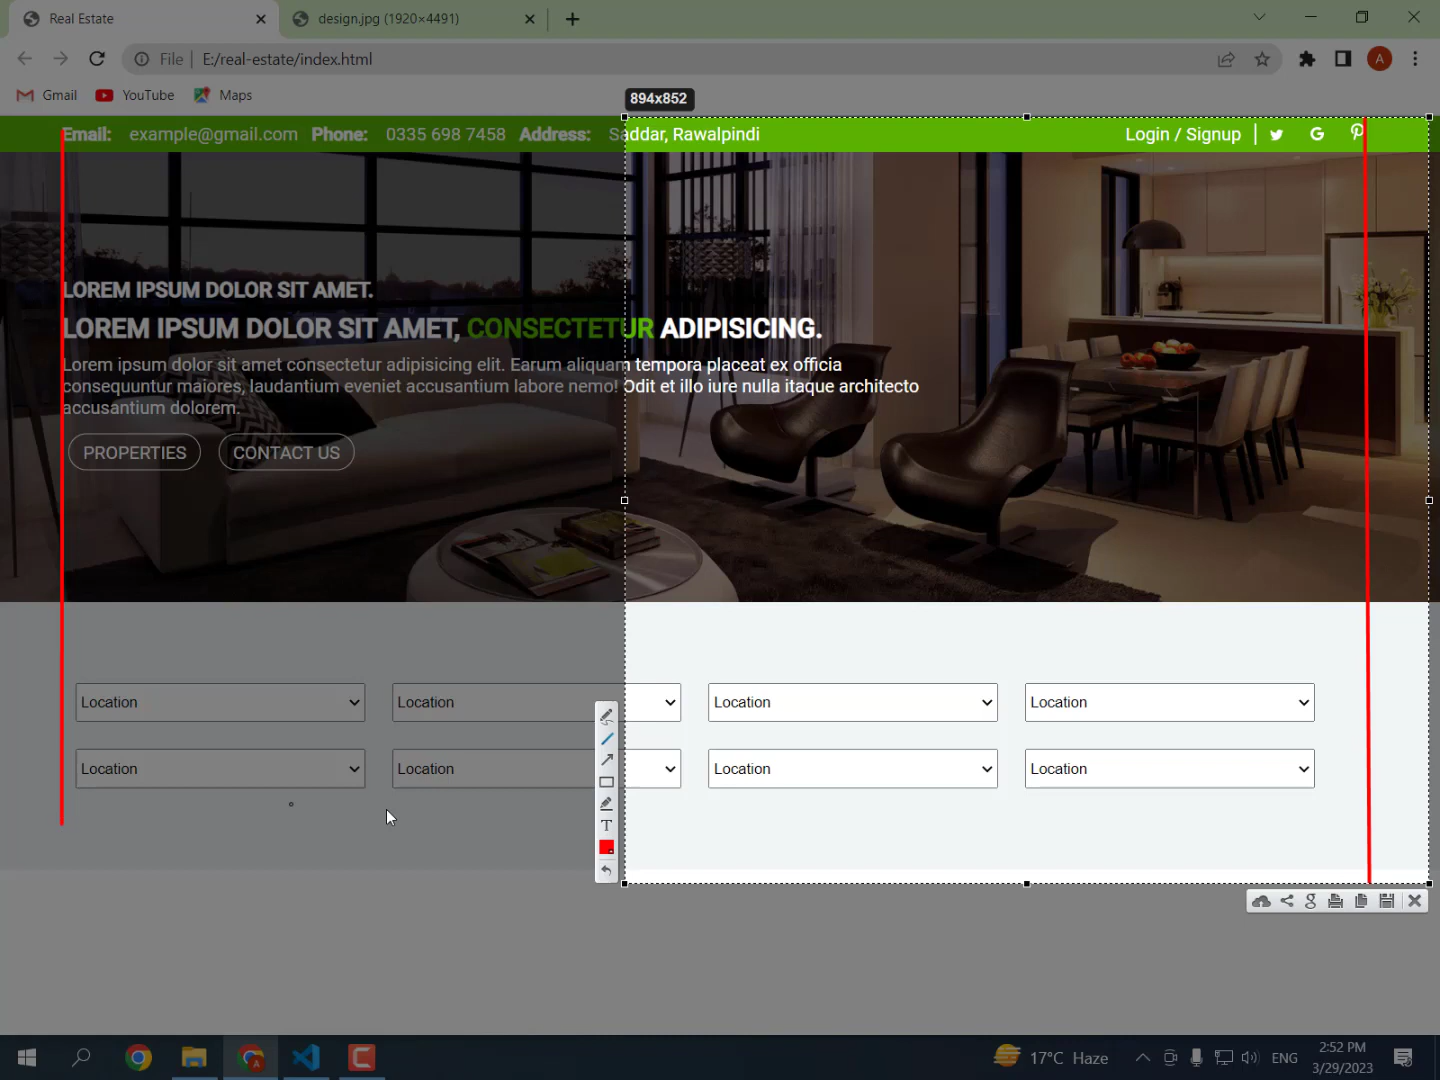 Real Estate
design.jpg (1920×4491)
File
E:/real-estate/index.html
A
Gmail
YouTube
Maps
894x852
Email: example@gmail.com Phone: 0335 698 7458 Address: Saddar, Rawalpindi
Login / Signup
LOREM IPSUM DOLOR SIT AMET.
LOREM IPSUM DOLOR SIT AMET, CONSECTETUR ADIPISICING.
Lorem ipsum dolor sit amet consectetur adipisicing elit. Earum aliquam tempora placeat ex officia
consequuntur maiores, laudantium eveniet accusantium labore nemo! Odit et illo iure nulla itaque architecto
accusantium dolorem.
PROPERTIES
CONTACT US
Location
Location
Location
Location
Location
Location
Location
Location
17°C Haze
ENG
2:52 PM
3/29/2023